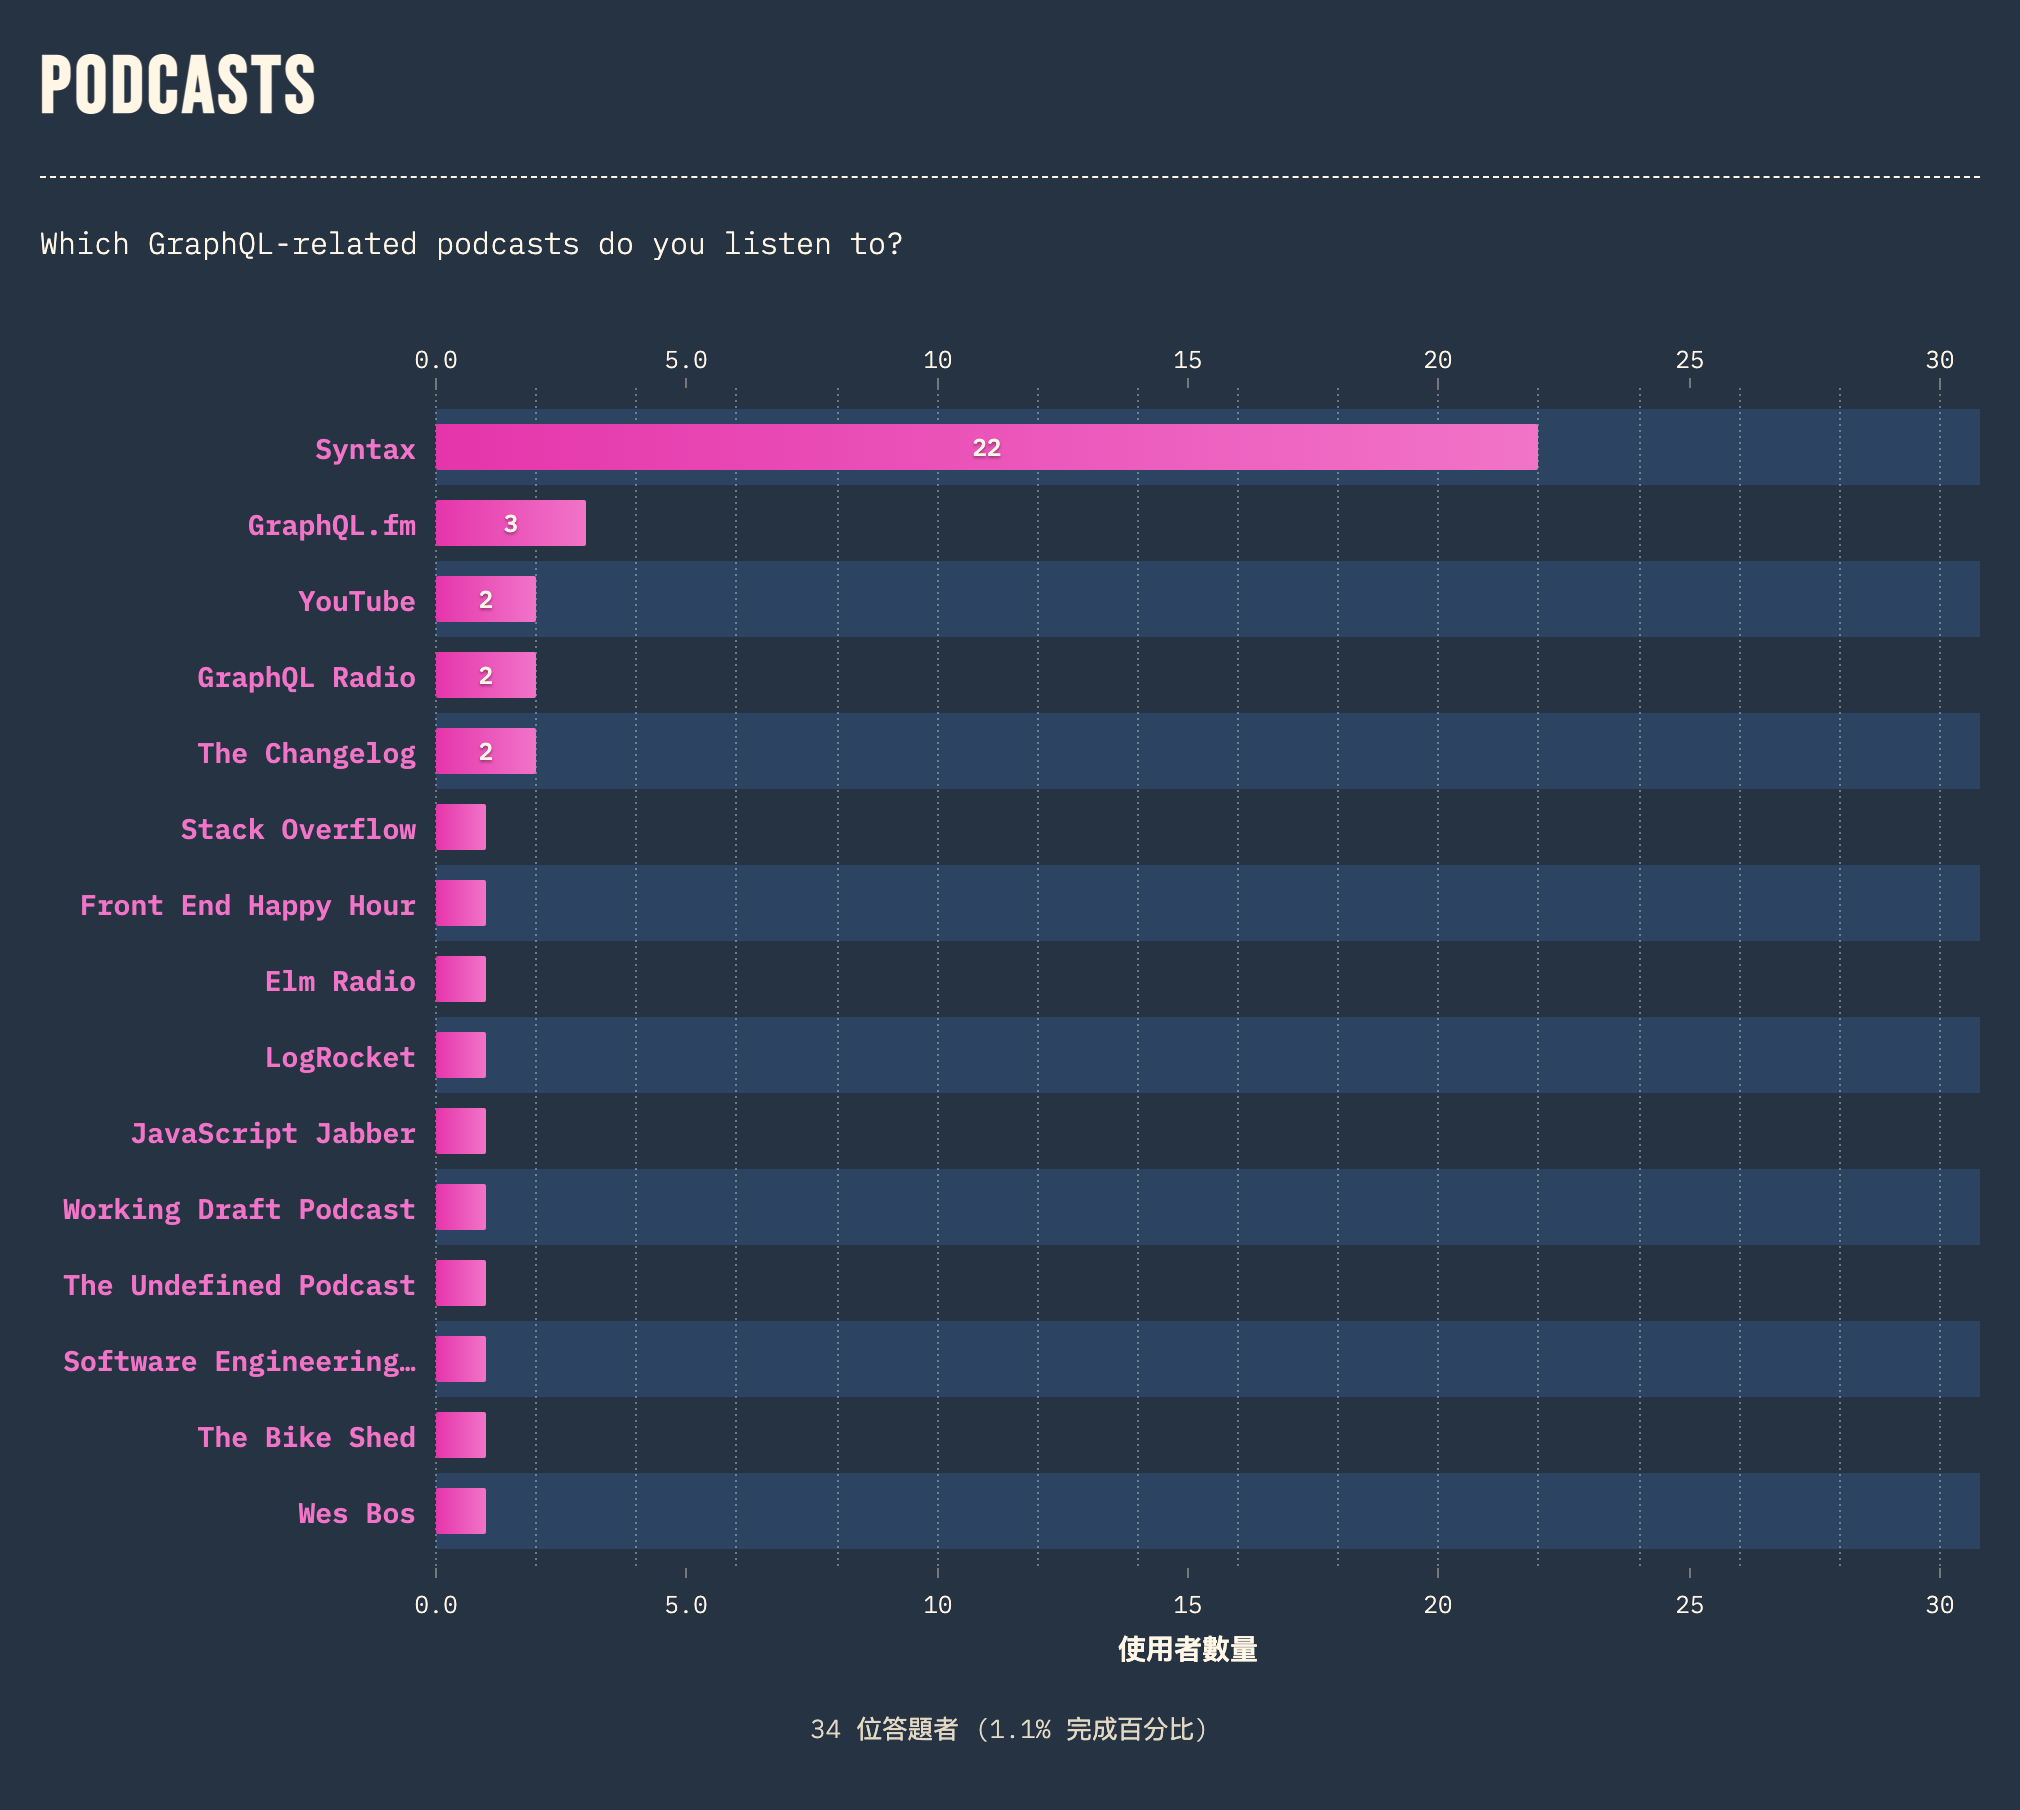 PODCASTS
Which GraphQL-related podcasts do you listen to?
0.0 5.0 10 15 20 25 30
Syntax 22
GraphQL.fm 3
YouTube 2
GraphQL Radio 2
The Changelog 2
Stack Overflow
Front End Happy Hour
Elm Radio
LogRocket
JavaScript Jabber
Working Draft Podcast
The Undefined Podcast
Software Engineering…
The Bike Shed
Wes Bos
0.0 5.0 10 15 20 25 30
使用者數量
34 位答題者 (1.1% 完成百分比)